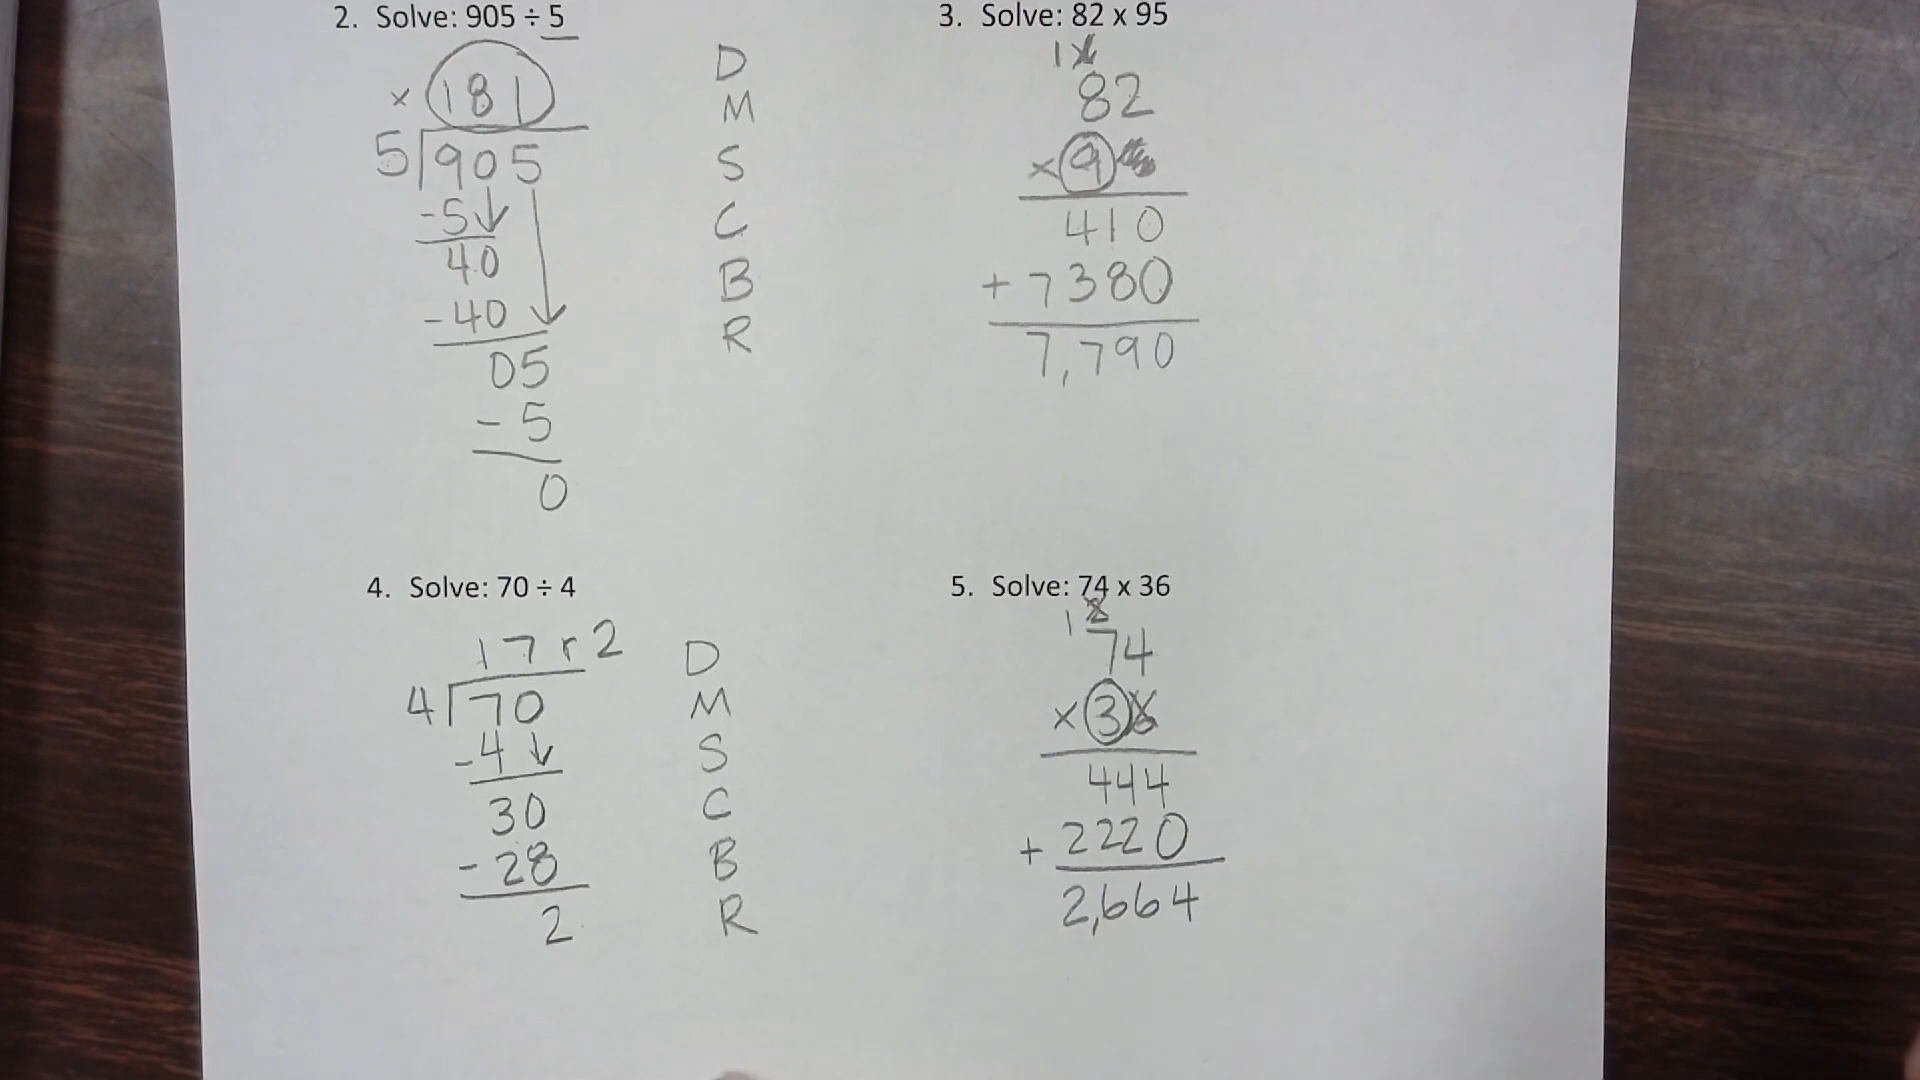 2. Solve: 905 ÷ 5
× 181
5 905
-5
40
-40
05
- 5
0
D
M
S
C
B
R
3. Solve: 82 x 95
1
82
× 9
410
+ 7380
7,790
4. Solve: 70 ÷ 4
17 r 2
4 70
-4
30
- 28
2
D
M
S
C
B
R
5. Solve: 74 x 36
1 2
74
× 36
444
+ 2220
2,664